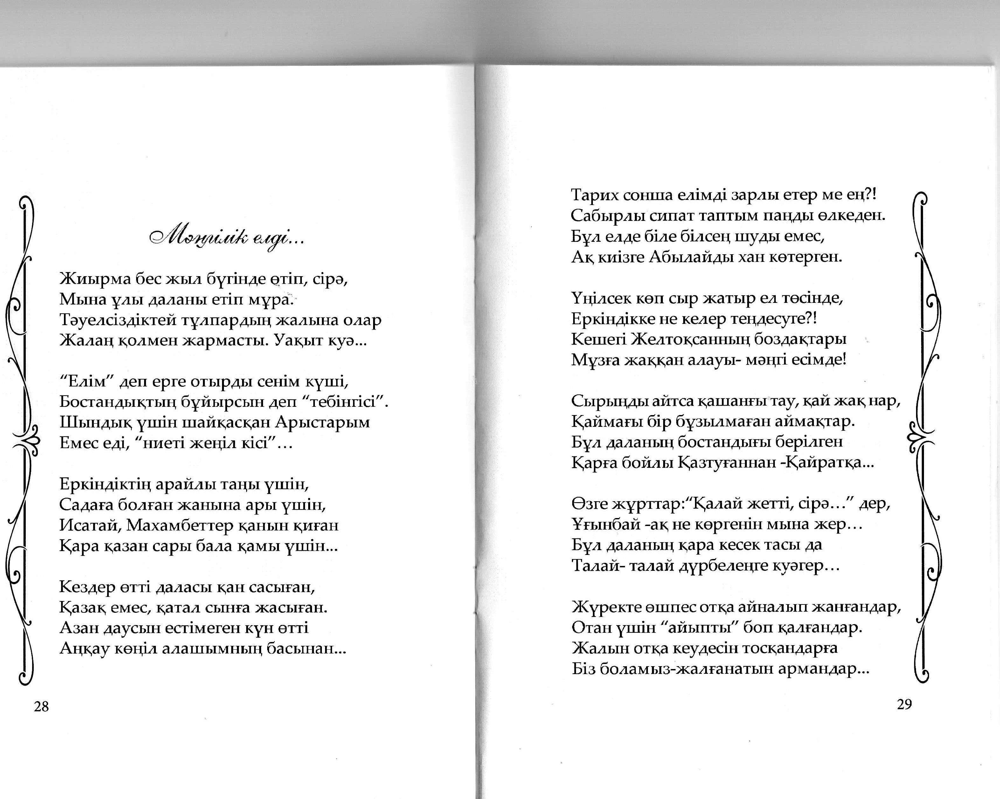 Мәңгілік елді...
Жиырма бес жыл бүгінде өтіп, сірә,
Мына ұлы даланы етіп мұра.
Тәуелсіздіктей тұлпардың жалына олар
Жалаң қолмен жармасты. Уақыт куә...
“Елім” деп ерге отырды сенім күші,
Бостандықтың бұйырсын деп “тебінгісі”.
Шындық үшін шайқасқан Арыстарым
Емес еді, “ниеті жеңіл кісі”...
Еркіндіктің арайлы таңы үшін,
Садаға болған жанына ары үшін,
Исатай, Махамбеттер қанын қиған
Қара қазан сары бала қамы үшін...
Кездер өтті даласы қан сасыған,
Қазақ емес, қатал сынға жасыған.
Азан даусын естімеген күн өтті
Аңқау көңіл алашымның басынан...
28
Тарих сонша елімді зарлы етер ме ең?!
Сабырлы сипат таптым паңды өлкеден.
Бұл елде біле білсең шуды емес,
Ақ киізге Абылайды хан көтерген.
Үңілсек көп сыр жатыр ел төсінде,
Еркіндікке не келер теңдесуге?!
Кешегі Желтоқсанның боздақтары
Мұзға жаққан алауы- мәңгі есімде!
Сырыңды айтса қашанғы тау, қай жақ нар,
Қаймағы бір бұзылмаған аймақтар.
Бұл даланың бостандығы берілген
Қарға бойлы Қазтуғаннан -Қайратқа...
Өзге жұрттар:“Қалай жетті, сірә...” дер,
Ұғынбай -ақ не көргенін мына жер...
Бұл даланың қара кесек тасы да
Талай- талай дүрбелеңге куәгер...
Жүректе өшпес отқа айналып жанғандар,
Отан үшін “айыпты” боп қалғандар.
Жалын отқа кеудесін тосқандарға
Біз боламыз-жалғанатын армандар...
29